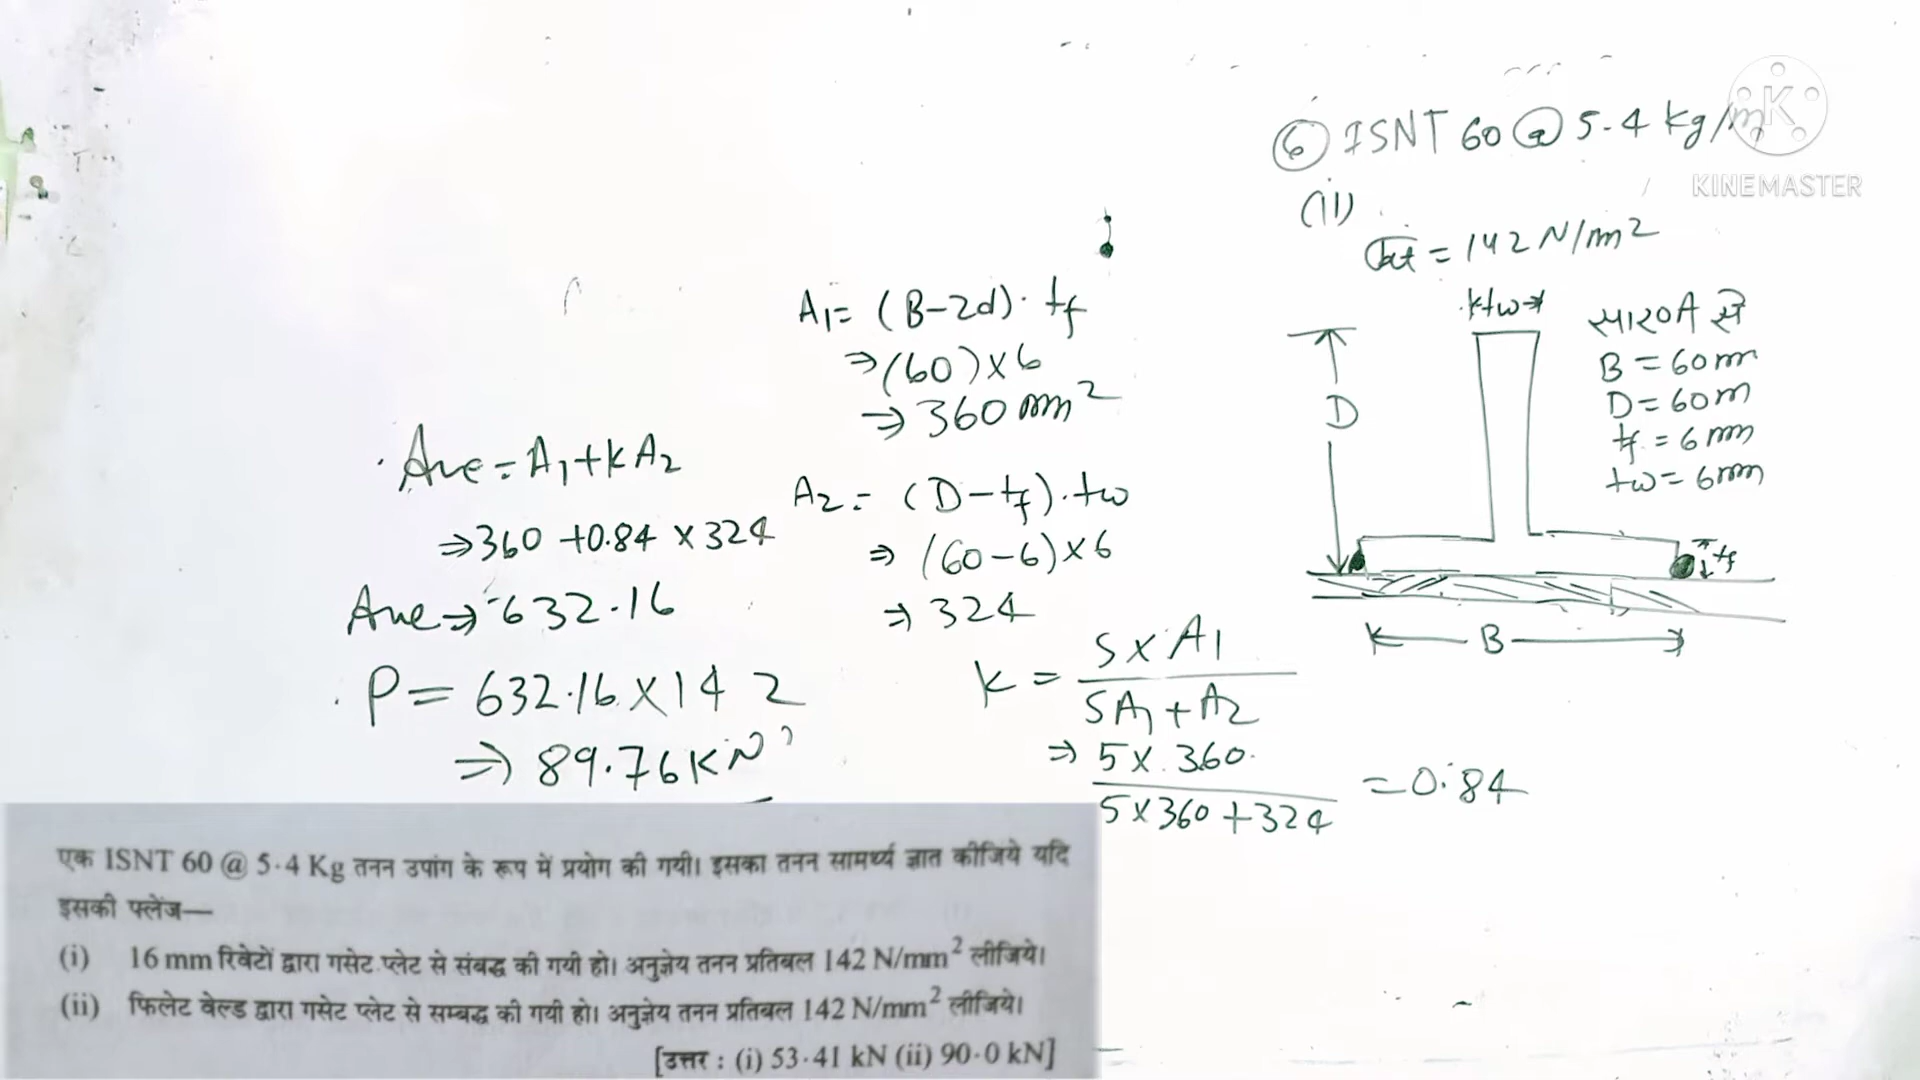 ⑥ ISNT 60 @ 5.4 kg/m
KINEMASTER
(ii)
σat = 142 N/mm2
tw
सारणी A से
B = 60 mm
D = 60 m
tf = 6 mm
tw = 6 mm
D
tf
B
A1 = (B-2d). tf
⇒ (60) x 6
⇒ 360 mm2
A2 = (D-tf).tw
⇒ (60-6) x 6
⇒ 324
k = 5 x A1 / 5A1 + A2
⇒ 5 x 360. / 5 x 360 + 324 = 0.84
Ane = A1 + kA2
⇒ 360 + 0.84 x 324
Ane ⇒ 632.16
P = 632.16 x 142
⇒ 89.76 KN
एक ISNT 60 @ 5·4 Kg तनन उपांग के रूप में प्रयोग की गयी। इसका तनन सामर्थ्य ज्ञात कीजिये यदि
इसकी फ्लेंज—
(i) 16 mm रिवेटों द्वारा गसेट प्लेट से संबद्ध की गयी हो। अनुज्ञेय तनन प्रतिबल 142 N/mm2 लीजिये।
(ii) फिलेट वेल्ड द्वारा गसेट प्लेट से सम्बद्ध की गयी हो। अनुज्ञेय तनन प्रतिबल 142 N/mm2 लीजिये।
[उत्तर : (i) 53·41 kN (ii) 90·0 kN]